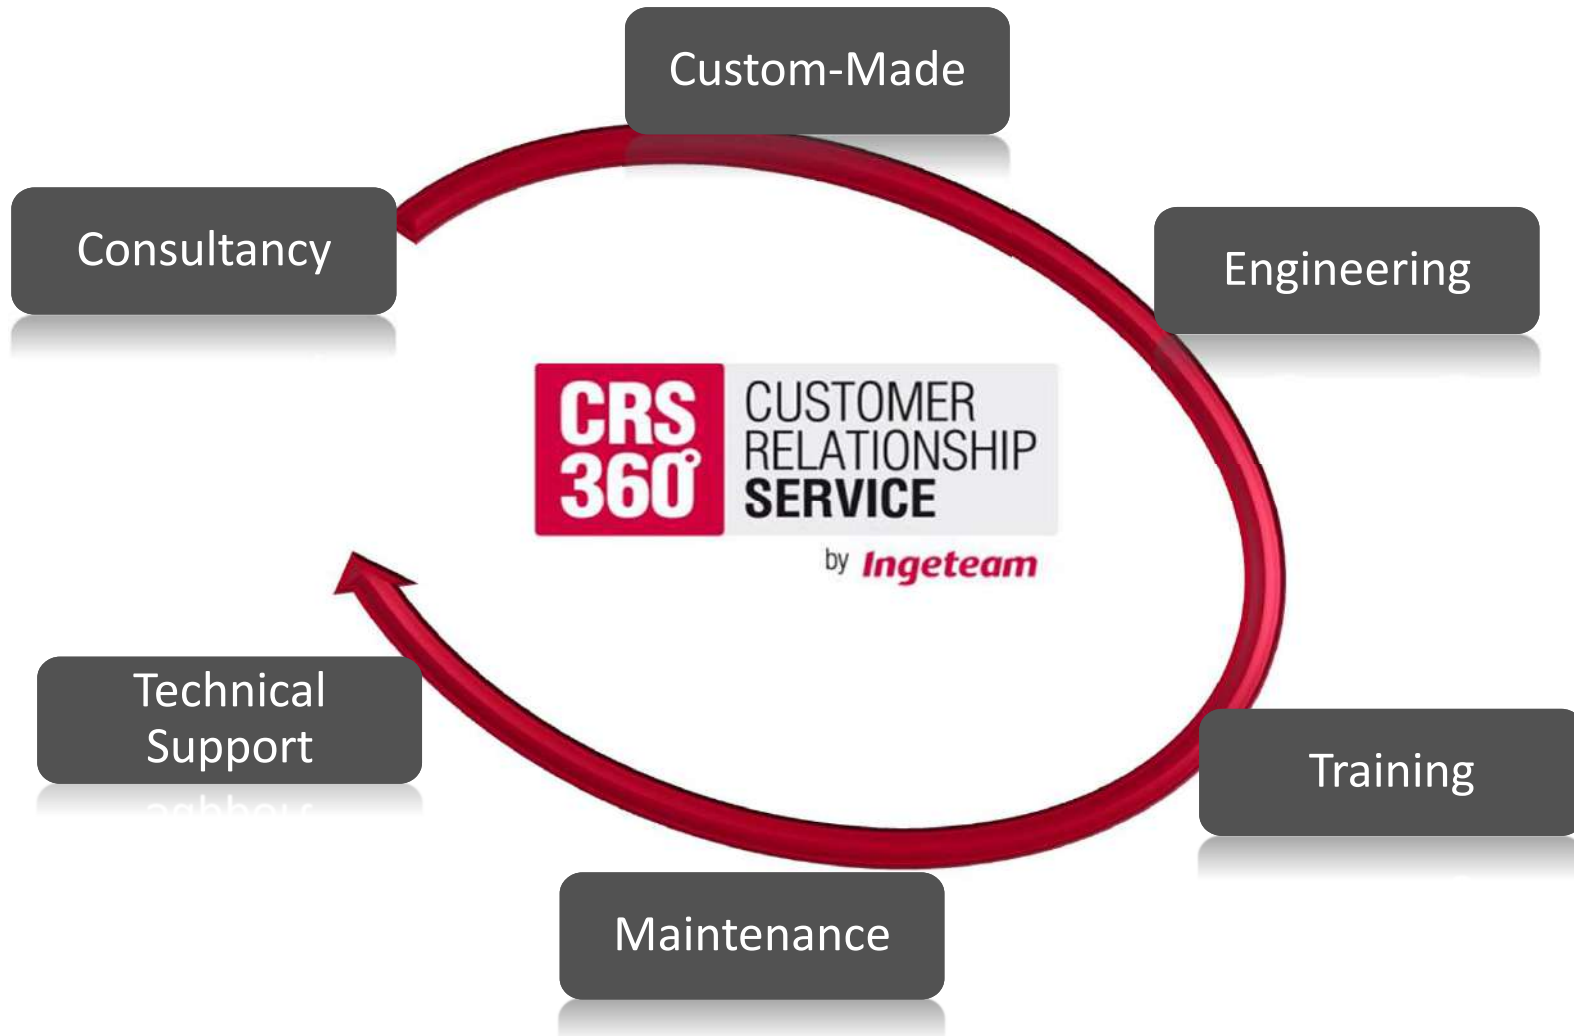 Custom-Made
Consultancy
Engineering
CRS
360°
CUSTOMER
RELATIONSHIP
SERVICE
by Ingeteam
Technical
Support
Training
Maintenance